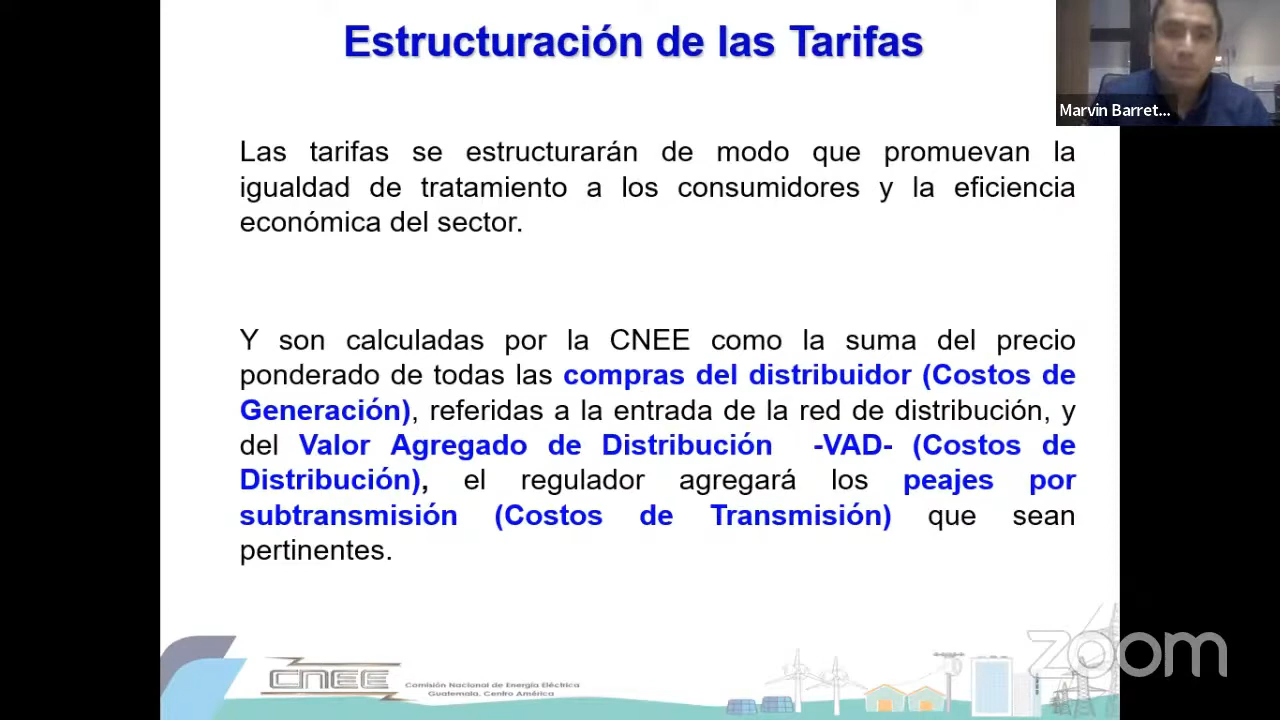 Estructuración de las Tarifas
Marvin Barret...
Las tarifas se estructurarán de modo que promuevan la
igualdad de tratamiento a los consumidores y la eficiencia
económica del sector.
Y son calculadas por la CNEE como la suma del precio
ponderado de todas las compras del distribuidor (Costos de
Generación), referidas a la entrada de la red de distribución, y
del Valor Agregado de Distribución -VAD- (Costos de
Distribución), el regulador agregará los peajes por
subtransmisión (Costos de Transmisión) que sean
pertinentes.
CNEE
Comisión Nacional de Energía Eléctrica
Guatemala, Centro América
zoom